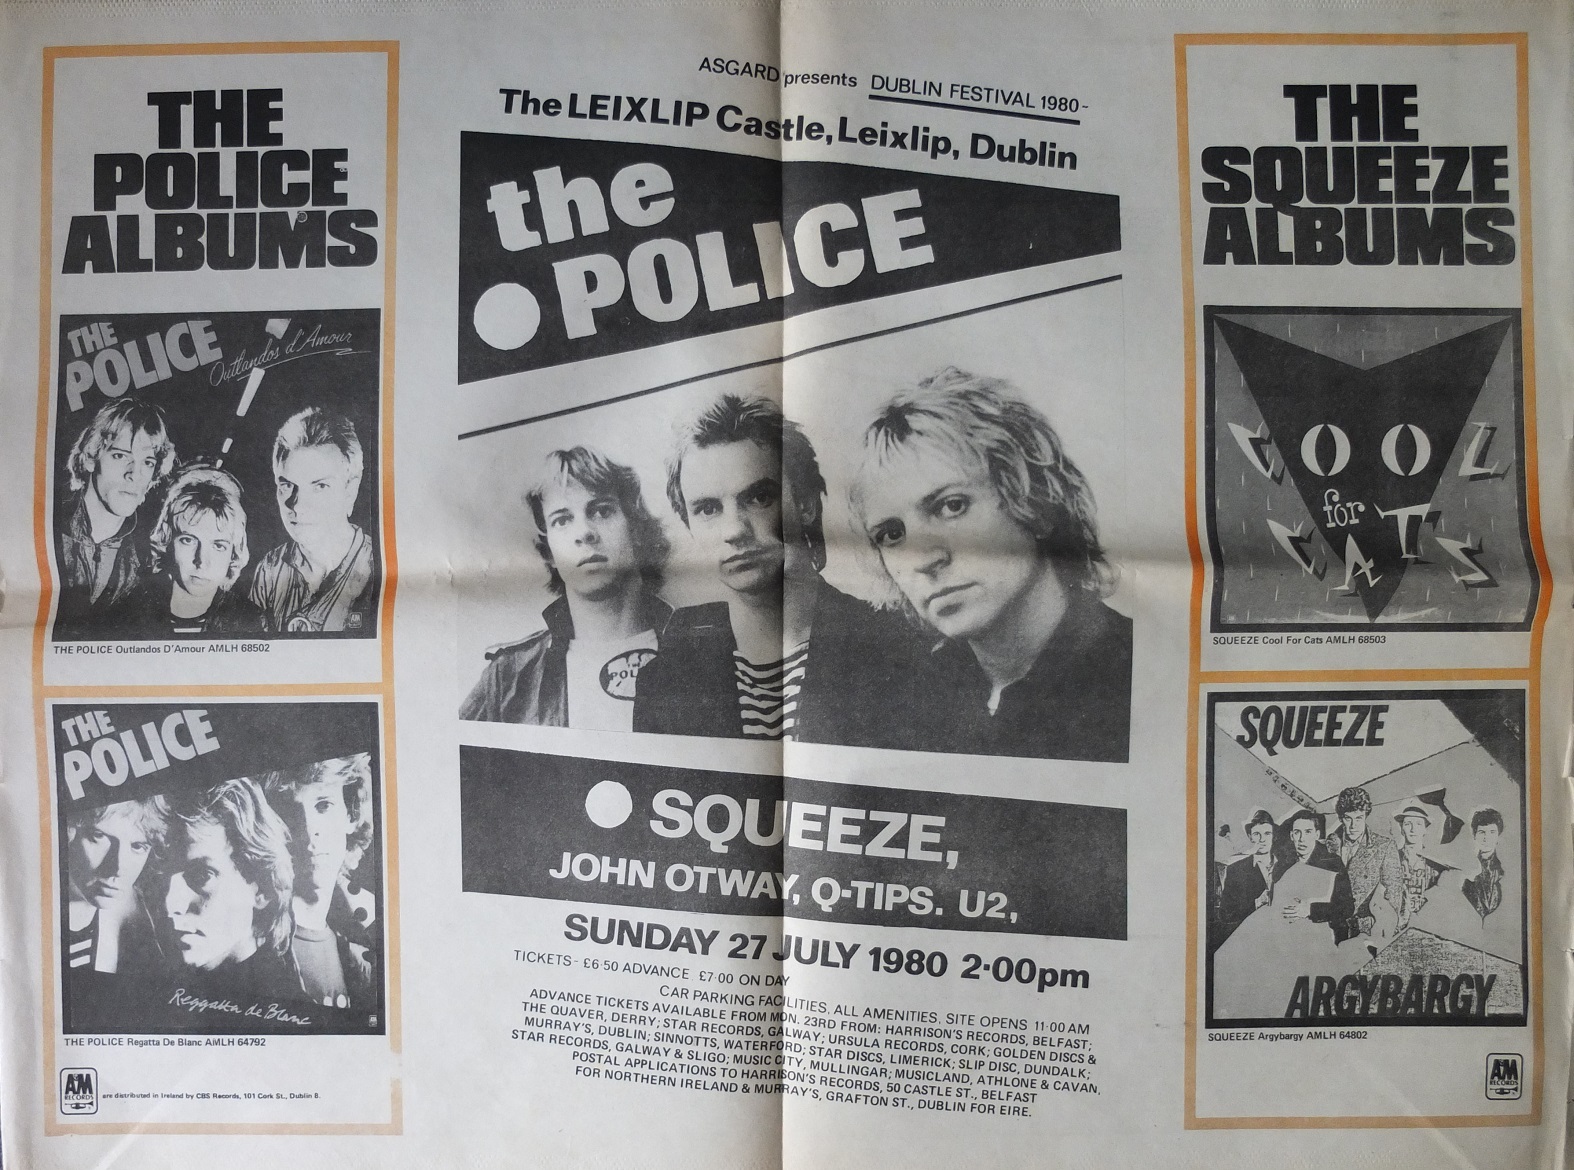 THE
POLICE
ALBUMS
THE
POLICE
Outlandos d'Amour
AM
THE POLICE Outlandos D'Amour AMLH 68502
THE
POLICE
Reggatta de Blanc
THE POLICE Regatta De Blanc AMLH 64792
AM
RECORDS
are distributed in Ireland by CBS Records, 101 Cork St., Dublin 8.
ASGARD presents DUBLIN FESTIVAL 1980-
The LEIXLIP Castle, Leixlip, Dublin
the
POLICE
POL
SQUEEZE,
JOHN OTWAY, Q-TIPS. U2,
SUNDAY 27 JULY 1980 2·00pm
TICKETS- £6·50 ADVANCE £7·00 ON DAY
CAR PARKING FACILITIES, ALL AMENITIES, SITE OPENS 11·00 AM
ADVANCE TICKETS AVAILABLE FROM MON. 23RD FROM: HARRISON'S RECORDS, BELFAST;
THE QUAVER, DERRY; STAR RECORDS, GALWAY; URSULA RECORDS, CORK; GOLDEN DISCS &
MURRAY'S, DUBLIN; SINNOTTS, WATERFORD; STAR DISCS, LIMERICK; SLIP DISC, DUNDALK;
STAR RECORDS, GALWAY & SLIGO; MUSIC CITY, MULLINGAR; MUSICLAND, ATHLONE & CAVAN,
POSTAL APPLICATIONS TO HARRISON'S RECORDS, 50 CASTLE ST., BELFAST
FOR NORTHERN IRELAND & MURRAY'S, GRAFTON ST., DUBLIN FOR EIRE.
THE
SQUEEZE
ALBUMS
COOL
for
CATS
SQUEEZE Cool For Cats AMLH 68503
SQUEEZE
ARGYBARGY
SQUEEZE Argybargy AMLH 64802
AM
RECORDS